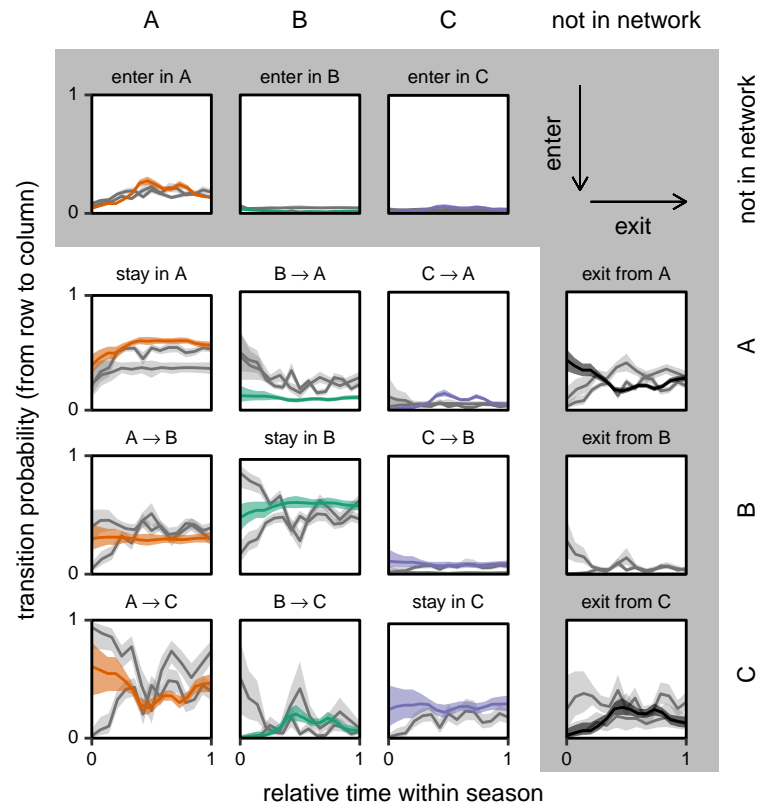 A B C not in network
enter in A enter in B enter in C
1
0
enter
exit
not in network
transition probability (from row to column)
stay in A B → A C → A exit from A
1
0
A
A → B stay in B C → B exit from B
1
0
B
A → C B → C stay in C exit from C
1
0
C
0 1 0 1 0 1 0 1
relative time within season